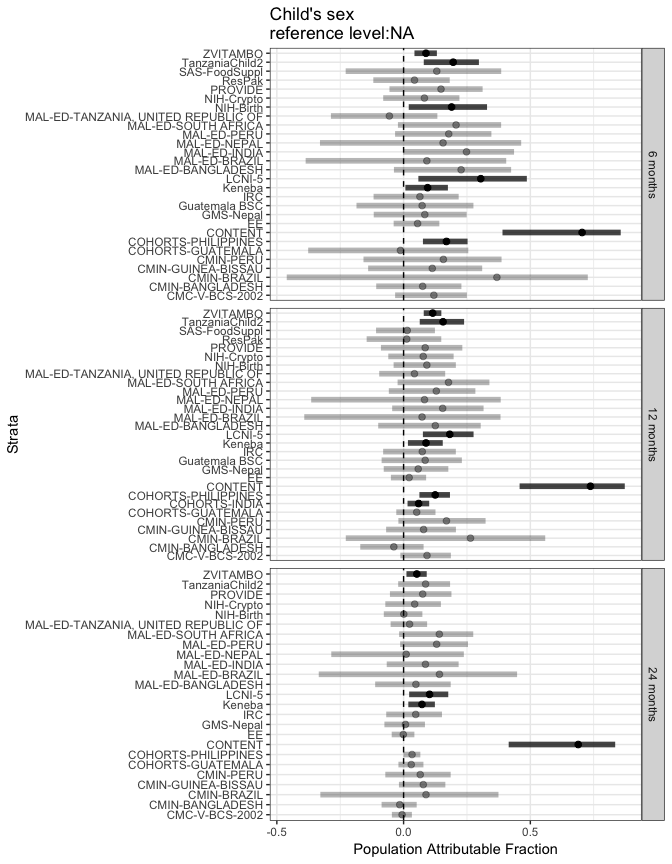 Child's sex
reference level:NA
ZVITAMBO
TanzaniaChild2
SAS-FoodSuppl
ResPak
PROVIDE
NIH-Crypto
NIH-Birth
MAL-ED-TANZANIA, UNITED REPUBLIC OF
MAL-ED-SOUTH AFRICA
MAL-ED-PERU
MAL-ED-NEPAL
MAL-ED-INDIA
MAL-ED-BRAZIL
MAL-ED-BANGLADESH
LCNI-5
Keneba
IRC
Guatemala BSC
GMS-Nepal
EE
CONTENT
COHORTS-PHILIPPINES
COHORTS-GUATEMALA
CMIN-PERU
CMIN-GUINEA-BISSAU
CMIN-BRAZIL
CMIN-BANGLADESH
CMC-V-BCS-2002
6 months
ZVITAMBO
TanzaniaChild2
SAS-FoodSuppl
ResPak
PROVIDE
NIH-Crypto
NIH-Birth
MAL-ED-TANZANIA, UNITED REPUBLIC OF
MAL-ED-SOUTH AFRICA
MAL-ED-PERU
MAL-ED-NEPAL
MAL-ED-INDIA
MAL-ED-BRAZIL
MAL-ED-BANGLADESH
LCNI-5
Keneba
IRC
Guatemala BSC
GMS-Nepal
EE
CONTENT
COHORTS-PHILIPPINES
COHORTS-INDIA
COHORTS-GUATEMALA
CMIN-PERU
CMIN-GUINEA-BISSAU
CMIN-BRAZIL
CMIN-BANGLADESH
CMC-V-BCS-2002
12 months
ZVITAMBO
TanzaniaChild2
PROVIDE
NIH-Crypto
NIH-Birth
MAL-ED-TANZANIA, UNITED REPUBLIC OF
MAL-ED-SOUTH AFRICA
MAL-ED-PERU
MAL-ED-NEPAL
MAL-ED-INDIA
MAL-ED-BRAZIL
MAL-ED-BANGLADESH
LCNI-5
Keneba
IRC
GMS-Nepal
EE
CONTENT
COHORTS-PHILIPPINES
COHORTS-GUATEMALA
CMIN-PERU
CMIN-GUINEA-BISSAU
CMIN-BRAZIL
CMIN-BANGLADESH
CMC-V-BCS-2002
24 months
Strata
-0.5 0.0 0.5
Population Attributable Fraction